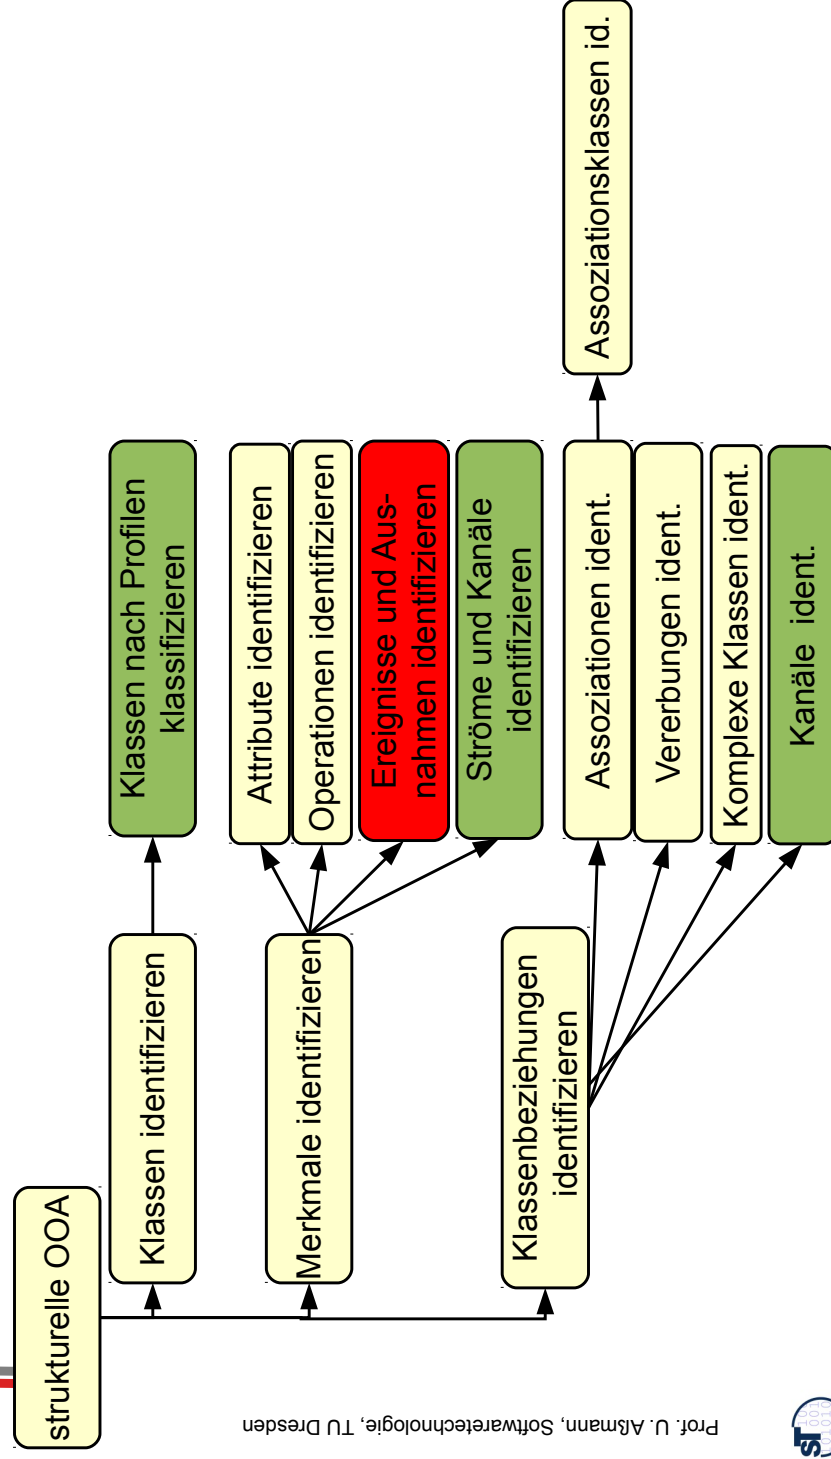 strukturelle OOA
Klassen identifizieren
Klassen nach Profilen
klassifizieren
Merkmale identifizieren
Attribute identifizieren
Operationen identifizieren
Ereignisse und Aus-
nahmen identifizieren
Ströme und Kanäle
identifizieren
Klassenbeziehungen
identifizieren
Assoziationen ident.
Assoziationsklassen id.
Vererbungen ident.
Komplexe Klassen ident.
Kanäle ident.
Prof. U. Aßmann, Softwaretechnologie, TU Dresden
ST